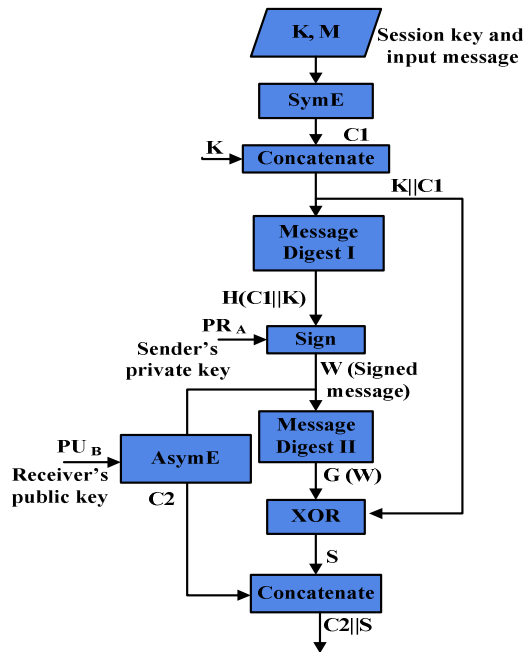 K, M
Session key and
input message
SymE
C1
K
Concatenate
K||C1
Message
Digest I
H(C1||K)
PR A
Sign
Sender's
private key
W (Signed
message)
Message
Digest II
PU B
AsymE
Receiver's
public key
C2
G (W)
XOR
S
Concatenate
C2||S